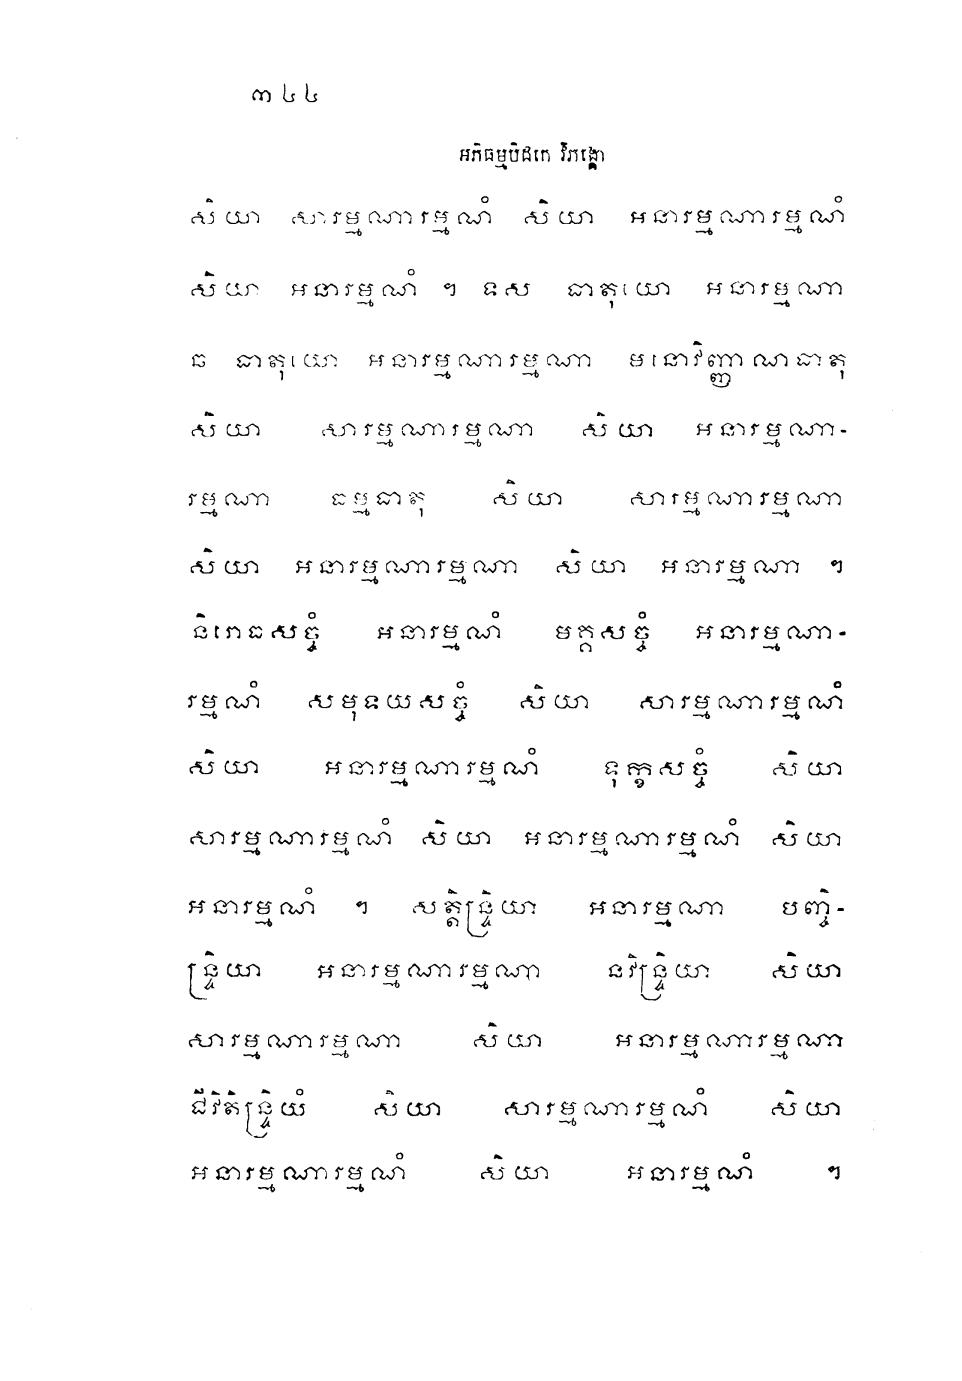 ៣៤៤
អភិធម្មបិដកេ វិភង្គោ
សិយា សារម្មណារម្មណំ សិយា អនារម្មណារម្មណំ
សិយា អនារម្មណំ ។ ទស ធាតុយោ អនារម្មណា
ឆ ធាតុយោ អនារម្មណារម្មណា មនោវិញ្ញាណធាតុ
សិយា សារម្មណារម្មណា សិយា អនារម្មណា-
រម្មណា ធម្មធាតុ សិយា សារម្មណារម្មណា
សិយា អនារម្មណារម្មណា សិយា អនារម្មណា ។
និរោធសច្ចំ អនារម្មណំ មគ្គសច្ចំ អនារម្មណា-
រម្មណំ សមុទយសច្ចំ សិយា សារម្មណារម្មណំ
សិយា អនារម្មណារម្មណំ ទុក្ខសច្ចំ សិយា
សារម្មណារម្មណំ សិយា អនារម្មណារម្មណំ សិយា
អនារម្មណំ ។ សត្តិន្ទ្រិយា អនារម្មណា បញ្ចិ-
ន្ទ្រិយា អនារម្មណារម្មណា នវិន្ទ្រិយា សិយា
សារម្មណារម្មណា សិយា អនារម្មណារម្មណា
ជីវិតិន្ទ្រិយំ សិយា សារម្មណារម្មណំ សិយា
អនារម្មណារម្មណំ សិយា អនារម្មណំ ។